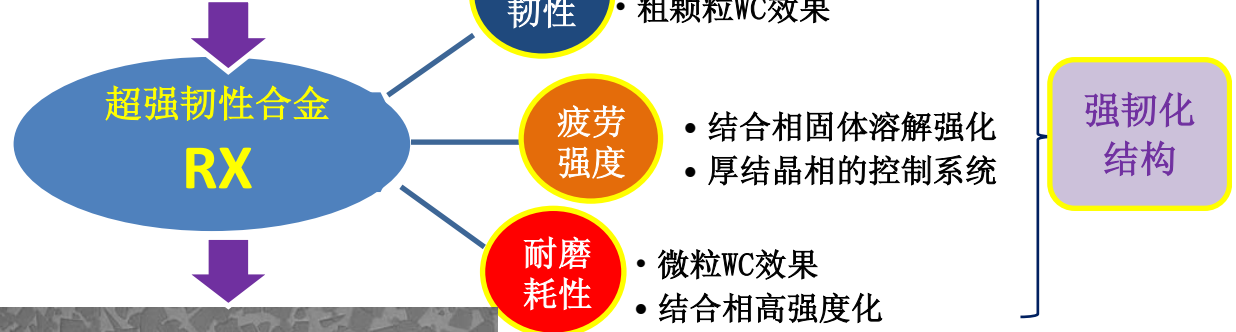 韧性
• 粗颗粒WC效果
超强韧性合金
RX
疲劳
强度
• 结合相固体溶解强化
• 厚结晶相的控制系统
强韧化
结构
耐磨
耗性
• 微粒WC效果
• 结合相高强度化